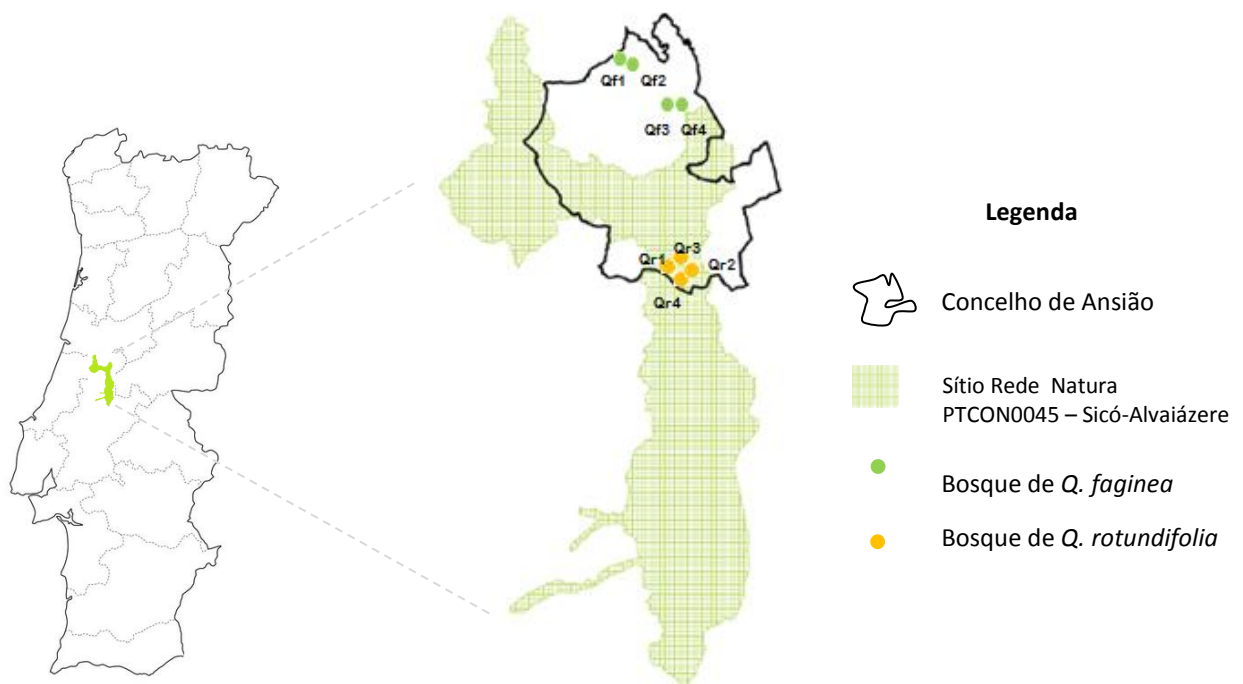 Qf1 Qf2
Qf3 Qf4
Qr3
Qr1 Qr2
Qr4
Legenda
Concelho de Ansião
Sítio Rede Natura
PTCON0045 – Sicó-Alvaiázere
Bosque de Q. faginea
Bosque de Q. rotundifolia